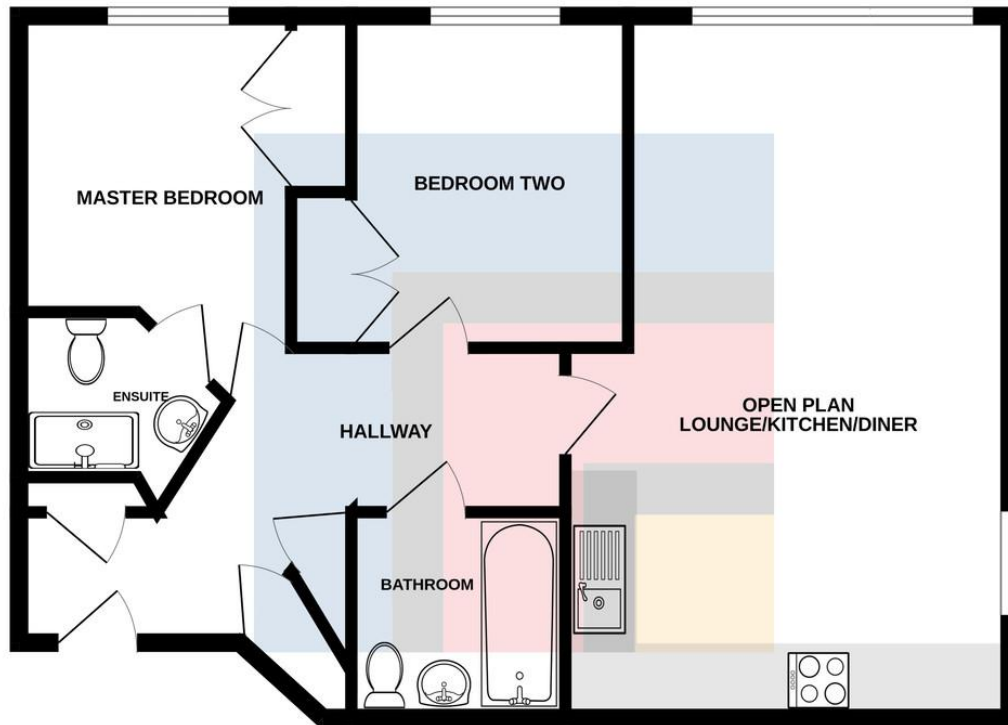 MASTER BEDROOM
BEDROOM TWO
ENSUITE
HALLWAY
OPEN PLAN
LOUNGE/KITCHEN/DINER
BATHROOM